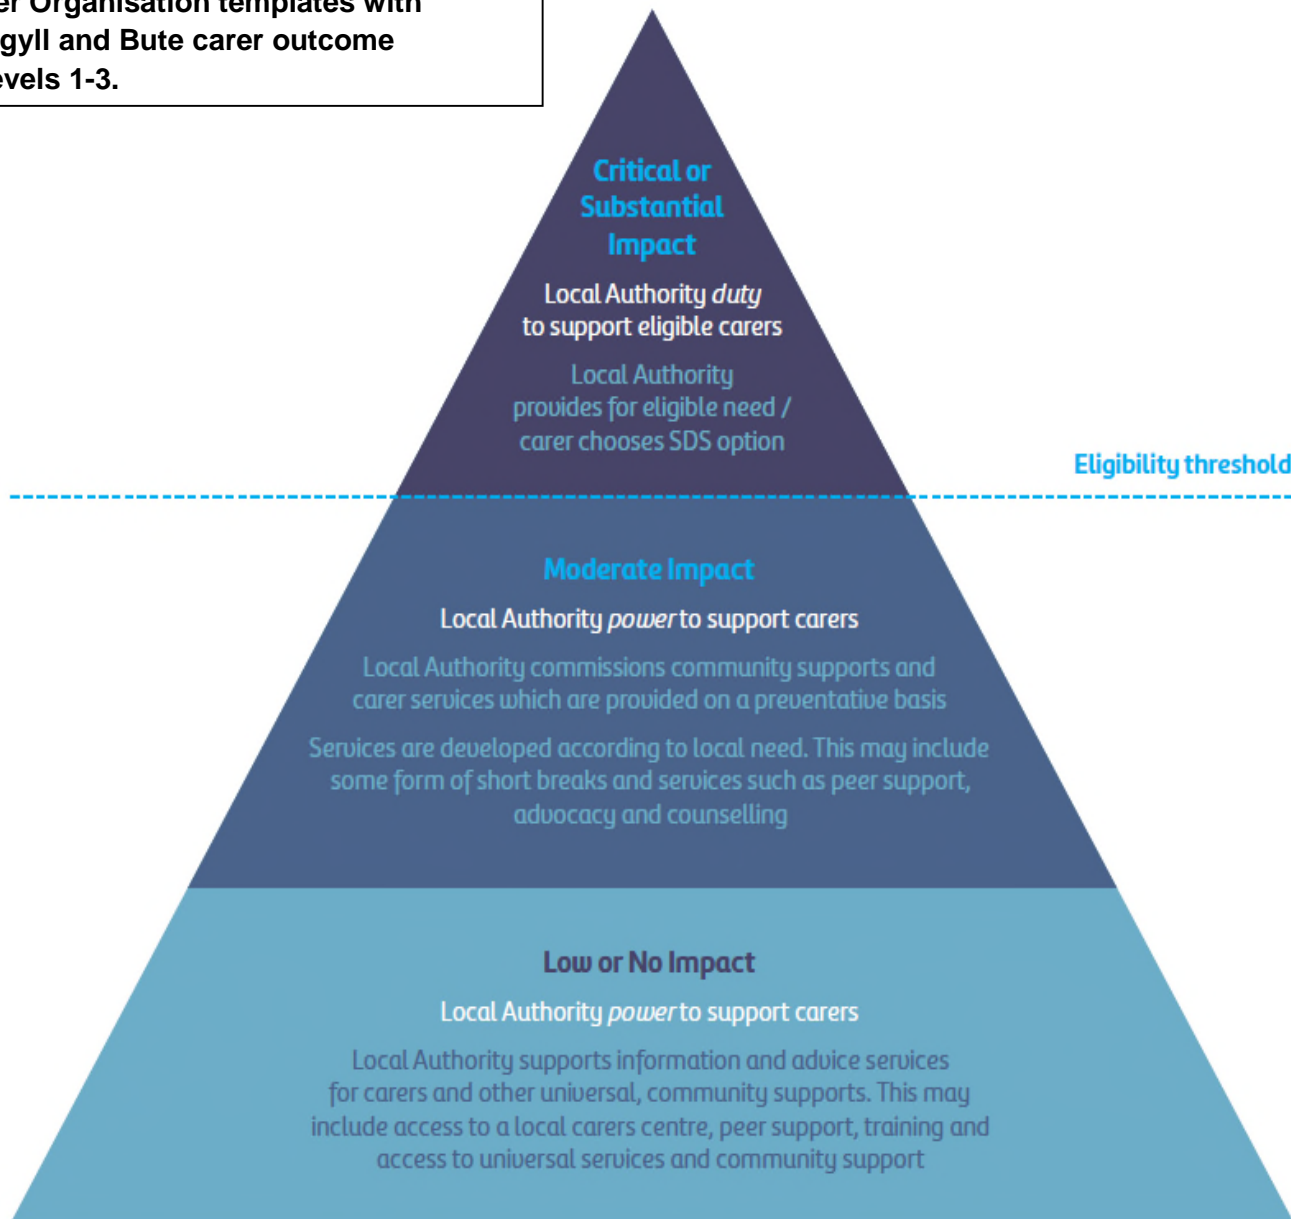 er Organisation templates with
gyll and Bute carer outcome
evels 1-3.
Critical or
Substantial
Impact
Local Authority duty
to support eligible carers
Local Authority
provides for eligible need /
carer chooses SDS option
Eligibility threshold
Moderate Impact
Local Authority power to support carers
Local Authority commissions community supports and
carer services which are provided on a preventative basis
Services are developed according to local need. This may include
some form of short breaks and services such as peer support,
advocacy and counselling
Low or No Impact
Local Authority power to support carers
Local Authority supports information and advice services
for carers and other universal, community supports. This may
include access to a local carers centre, peer support, training and
access to universal services and community support